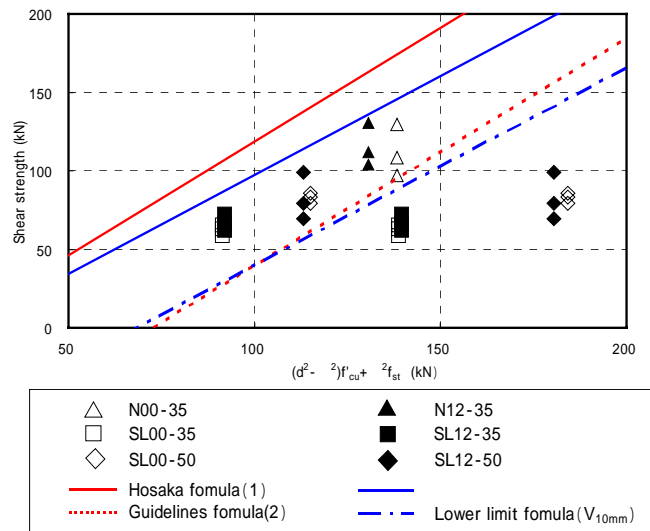 200
150
100
50
0
Shear strength (kN)
50 100 150 200
(d²- ²)f'cu+ ²fst (kN)
N00-35 N12-35
SL00-35 SL12-35
SL00-50 SL12-50
Hosaka fomula(1)
Guidelines fomula(2) Lower limit fomula(V10mm)